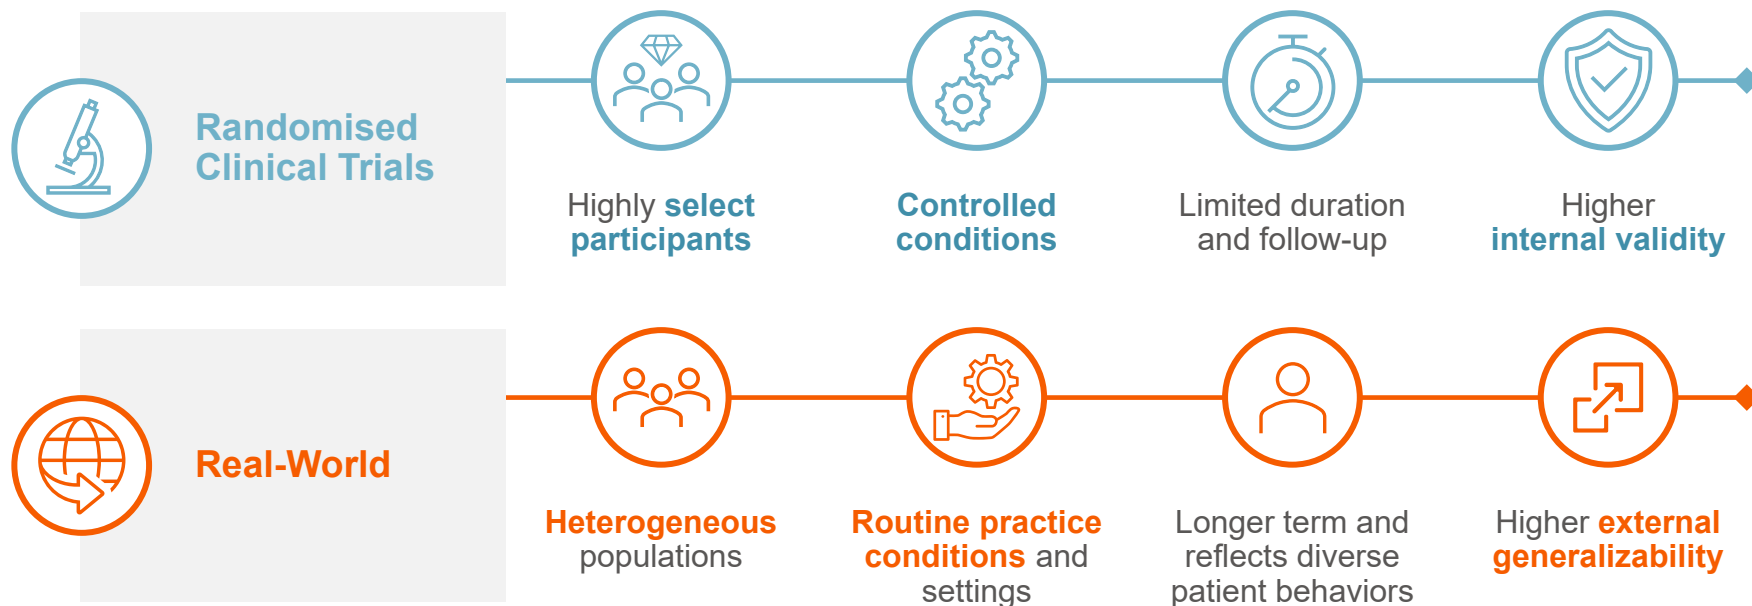 Randomised
Clinical Trials
Highly select
participants
Controlled
conditions
Limited duration
and follow-up
Higher
internal validity
Real-World
Heterogeneous
populations
Routine practice
conditions and
settings
Longer term and
reflects diverse
patient behaviors
Higher external
generalizability